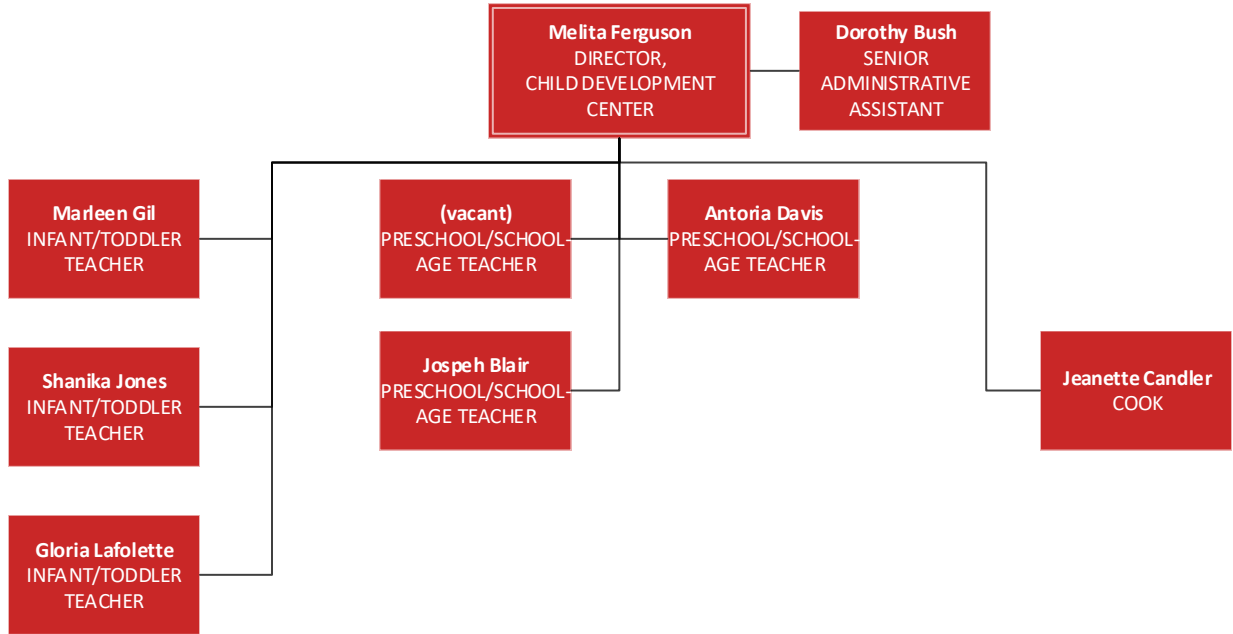 Melita Ferguson
DIRECTOR,
CHILD DEVELOPMENT
CENTER
Dorothy Bush
SENIOR
ADMINISTRATIVE
ASSISTANT
Marleen Gil
INFANT/TODDLER
TEACHER
(vacant)
PRESCHOOL/SCHOOL-
AGE TEACHER
Antoria Davis
PRESCHOOL/SCHOOL-
AGE TEACHER
Shanika Jones
INFANT/TODDLER
TEACHER
Jospeh Blair
PRESCHOOL/SCHOOL-
AGE TEACHER
Jeanette Candler
COOK
Gloria Lafolette
INFANT/TODDLER
TEACHER